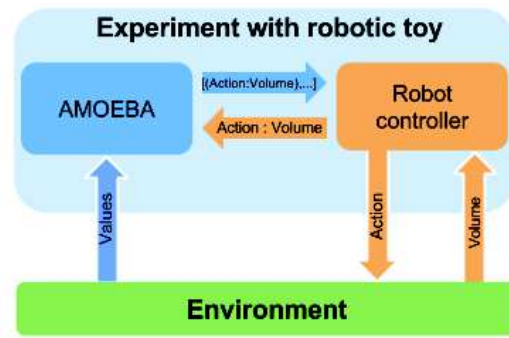 Experiment with robotic toy
AMOEBA
[{Action:Volume},...]
Action : Volume
Robot
controller
Values
Action
Volume
Environment